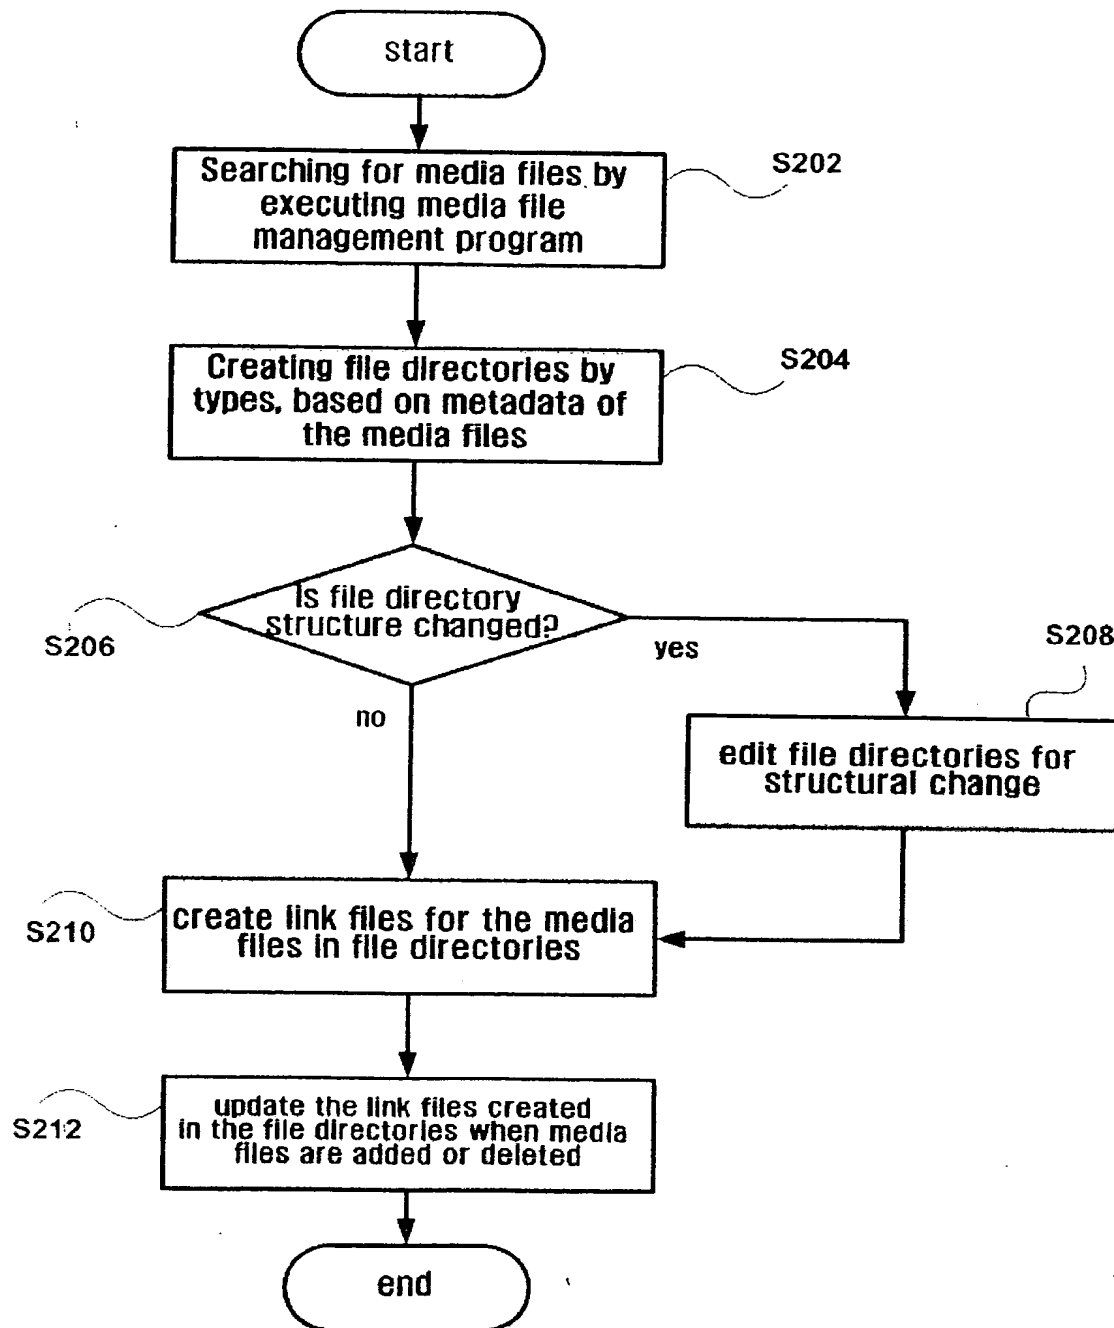 start
Searching for media files by
executing media file
management program
S202
Creating file directories by
types, based on metadata of
the media files
S204
Is file directory
structure changed?
S206
yes
no
S208
edit file directories for
structural change
create link files for the media
files in file directories
S210
update the link files created
in the file directories when media
files are added or deleted
S212
end